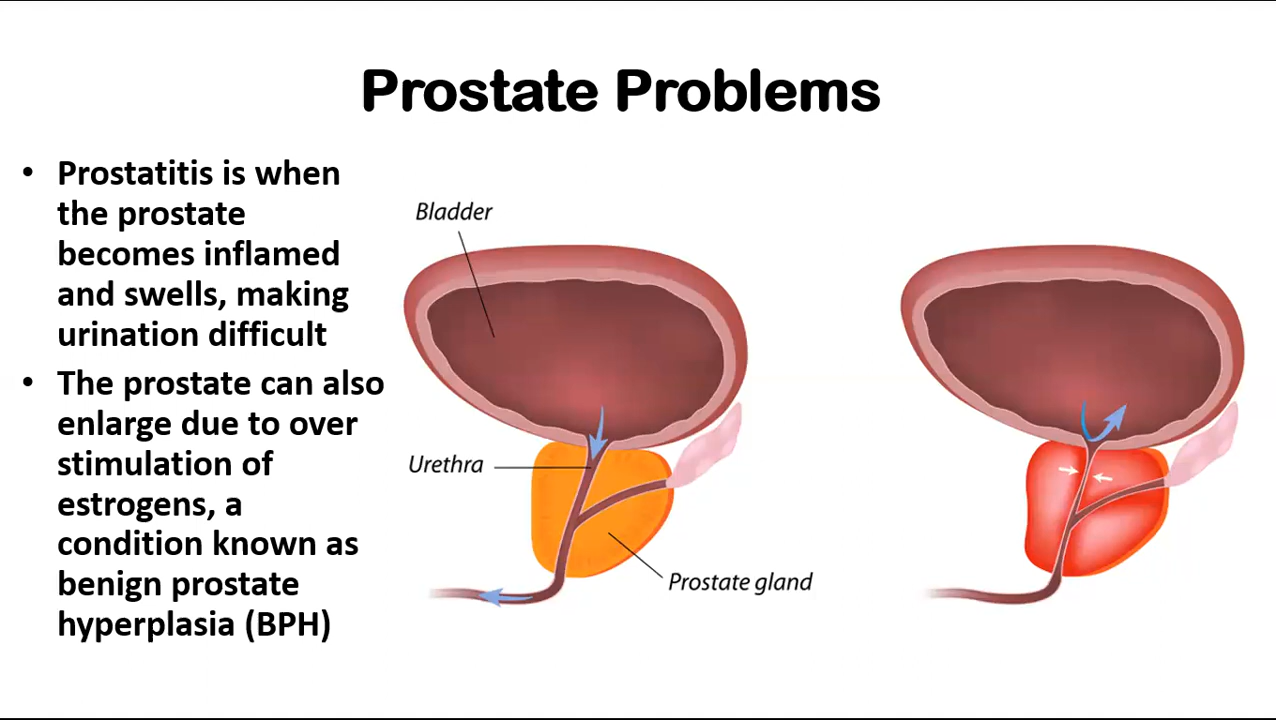 Prostate Problems
• Prostatitis is when
the prostate
becomes inflamed
and swells, making
urination difficult
• The prostate can also
enlarge due to over
stimulation of
estrogens, a
condition known as
benign prostate
hyperplasia (BPH)
Bladder
Urethra
Prostate gland